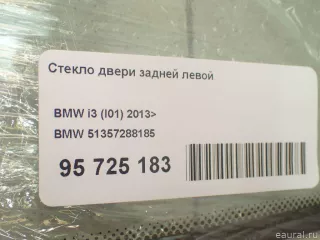 Стекло двери задней левой
BMW i3 (I01) 2013>
BMW 51357288185
95 725 183
eaural.ru